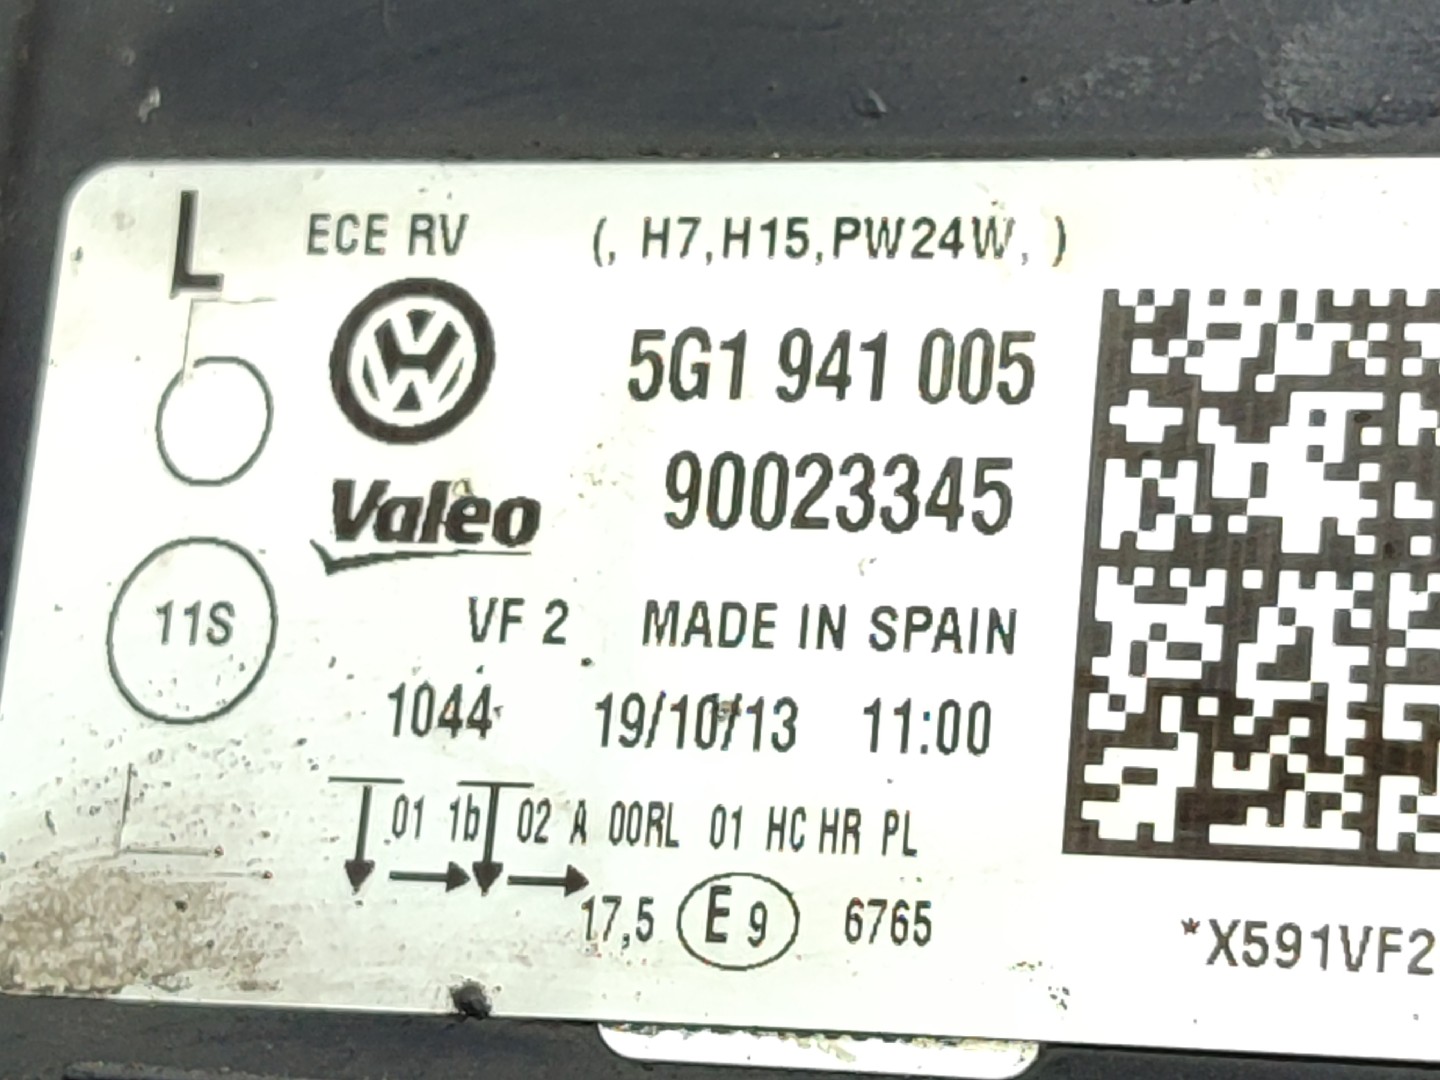 L
ECE RV (, H7,H15,PW24W, )
5G1 941 005
Valeo
90023345
11S
VF 2 MADE IN SPAIN
1044 19/10/13 11:00
01 1b 02 A 00RL 01 HC HR PL
17,5 E 9 6765
*X591VF2